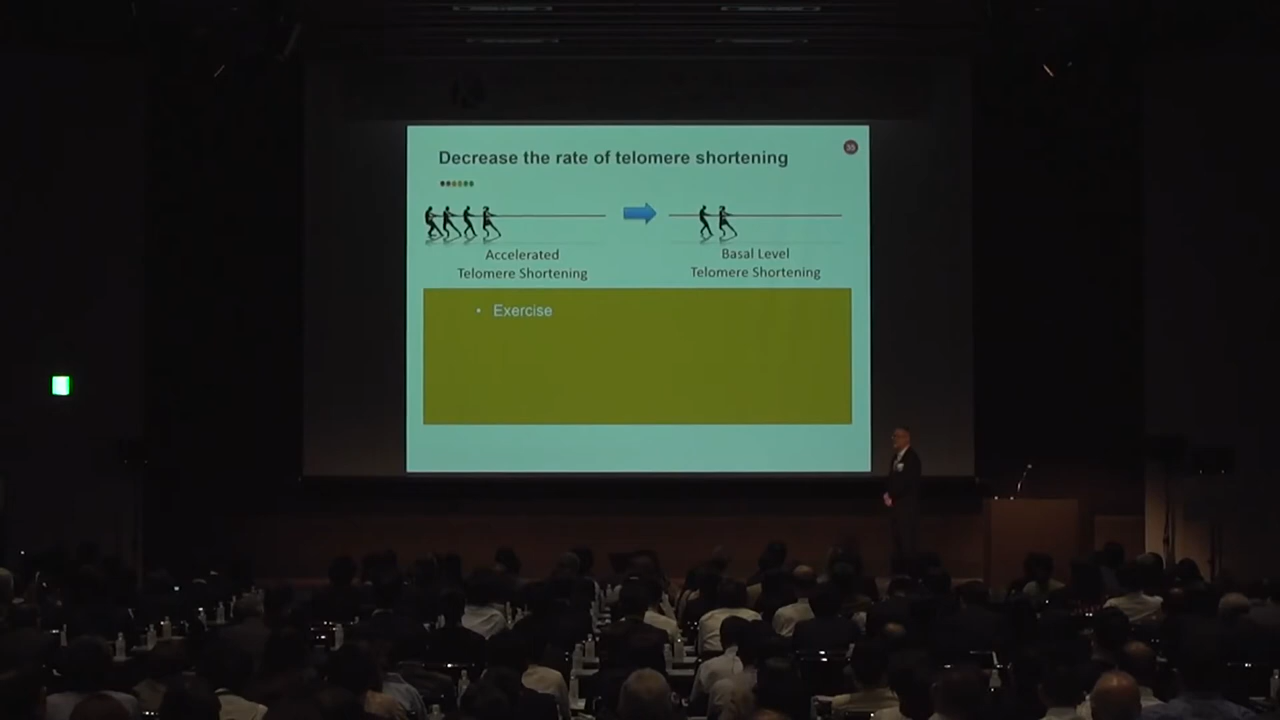 Decrease the rate of telomere shortening
35
Accelerated
Telomere Shortening
Basal Level
Telomere Shortening
• Exercise